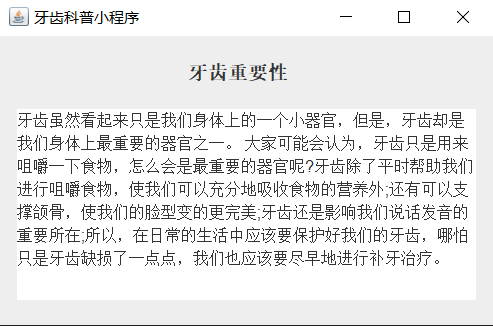 牙齿科普小程序
牙齿重要性
牙齿虽然看起来只是我们身体上的一个小器官，但是，牙齿却是
我们身体上最重要的器官之一。 大家可能会认为，牙齿只是用来
咀嚼一下食物，怎么会是最重要的器官呢?牙齿除了平时帮助我们
进行咀嚼食物，使我们可以充分地吸收食物的营养外;还有可以支
撑颌骨，使我们的脸型变的更完美;牙齿还是影响我们说话发音的
重要所在;所以，在日常的生活中应该要保护好我们的牙齿，哪怕
只是牙齿缺损了一点点，我们也应该要尽早地进行补牙治疗。